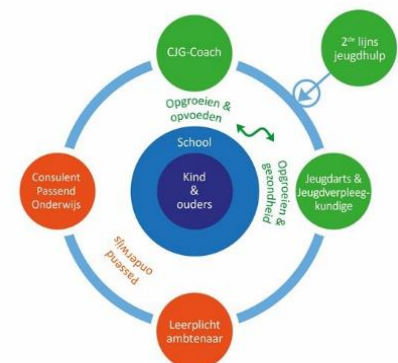 CJG-Coach
2de lijns
jeugdhulp
Opgroeien &
opvoeden
School
Kind
&
ouders
Opgroeien &
gezondheid
Consulent
Passend
Onderwijs
Jeugdarts &
Jeugdverpleeg-
kundige
Passend
onderwijs
Leerplicht
ambtenaar